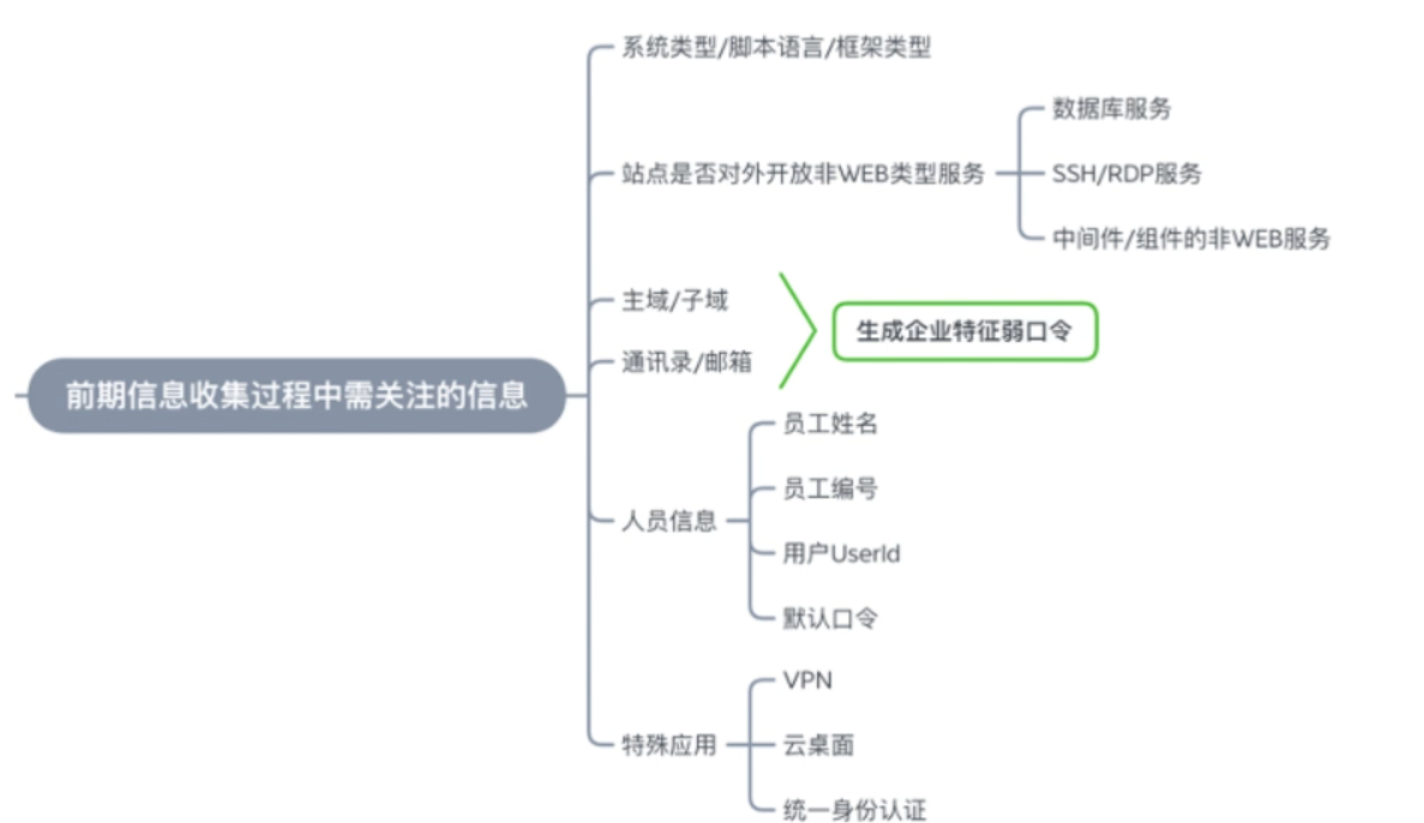 系统类型/脚本语言/框架类型
数据库服务
站点是否对外开放非WEB类型服务
SSH/RDP服务
中间件/组件的非WEB服务
主域/子域
生成企业特征弱口令
通讯录/邮箱
前期信息收集过程中需关注的信息
员工姓名
员工编号
人员信息
用户UserId
默认口令
VPN
特殊应用
云桌面
统一身份认证